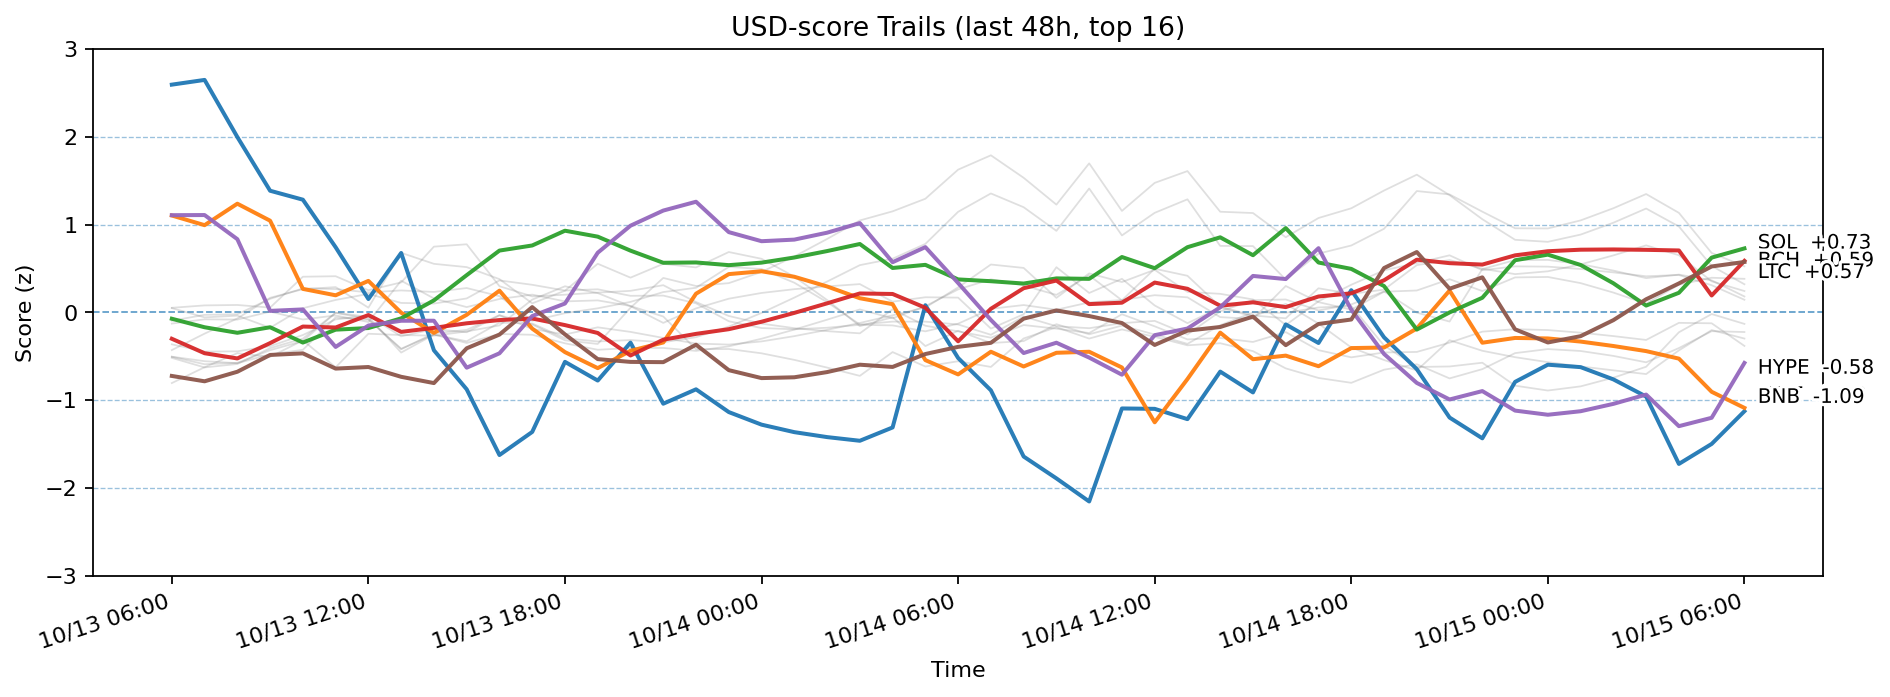 USD-score Trails (last 48h, top 16)
Score (z)
3
2
1
0
−1
−2
−3
SOL +0.73
BCH +0.59
LTC +0.57
HYPE -0.58
BNB -1.09
10/13 06:00
10/13 12:00
10/13 18:00
10/14 00:00
10/14 06:00
10/14 12:00
10/14 18:00
10/15 00:00
10/15 06:00
Time